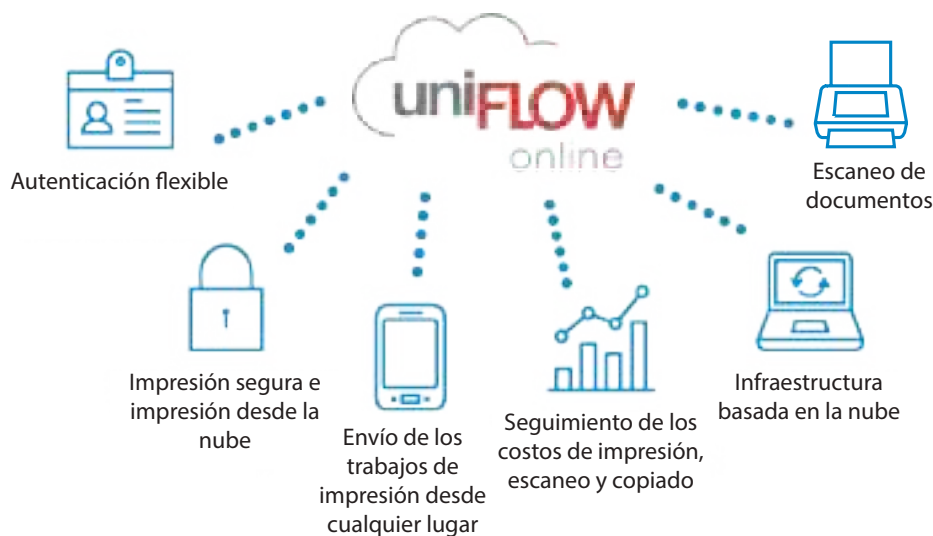 uniFLOW
online
Autenticación flexible
Impresión segura e
impresión desde la
nube
Envío de los
trabajos de
impresión desde
cualquier lugar
Seguimiento de los
costos de impresión,
escaneo y copiado
Infraestructura
basada en la nube
Escaneo de
documentos